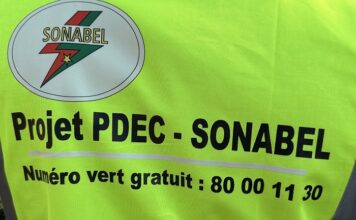 SONABEL
Projet PDEC - SONABEL
Numéro vert gratuit : 80 00 11 30